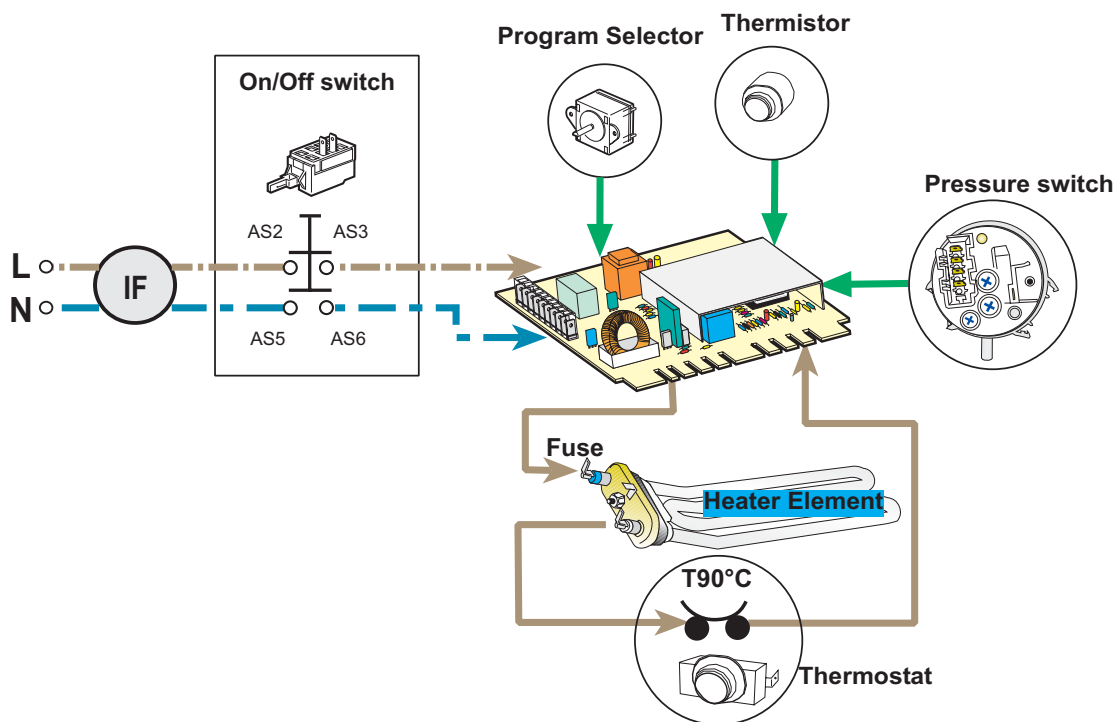 Program Selector
Thermistor
On/Off switch
Pressure switch
AS2
AS3
L
IF
N
AS5
AS6
Fuse
Heater Element
T90°C
Thermostat